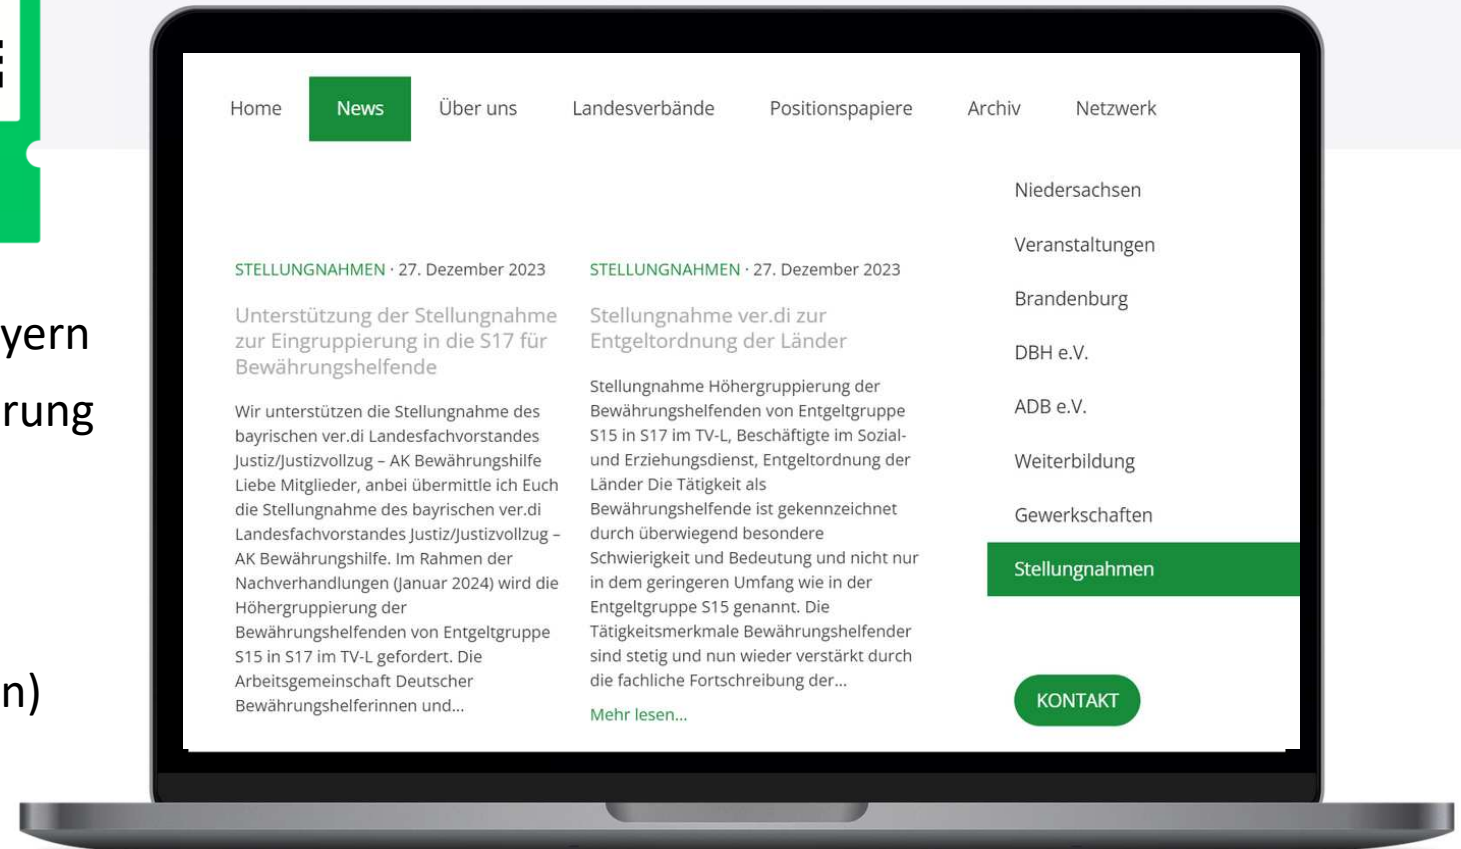 Home News Über uns Landesverbände Positionspapiere Archiv Netzwerk
STELLUNGNAHMEN · 27. Dezember 2023
Unterstützung der Stellungnahme
zur Eingruppierung in die S17 für
Bewährungshelfende
Wir unterstützen die Stellungnahme des
bayrischen ver.di Landesfachvorstandes
Justiz/Justizvollzug – AK Bewährungshilfe
Liebe Mitglieder, anbei übermittle ich Euch
die Stellungnahme des bayrischen ver.di
Landesfachvorstandes Justiz/Justizvollzug –
AK Bewährungshilfe. Im Rahmen der
Nachverhandlungen (Januar 2024) wird die
Höhergruppierung der
Bewährungshelfenden von Entgeltgruppe
S15 in S17 im TV-L gefordert. Die
Arbeitsgemeinschaft Deutscher
Bewährungshelferinnen und...
STELLUNGNAHMEN · 27. Dezember 2023
Stellungnahme ver.di zur
Entgeltordnung der Länder
Stellungnahme Höhergruppierung der
Bewährungshelfenden von Entgeltgruppe
S15 in S17 im TV-L, Beschäftigte im Sozial-
und Erziehungsdienst, Entgeltordnung der
Länder Die Tätigkeit als
Bewährungshelfende ist gekennzeichnet
durch überwiegend besondere
Schwierigkeit und Bedeutung und nicht nur
in dem geringeren Umfang wie in der
Entgeltgruppe S15 genannt. Die
Tätigkeitsmerkmale Bewährungshelfender
sind stetig und nun wieder verstärkt durch
die fachliche Fortschreibung der...
Mehr lesen...
Niedersachsen
Veranstaltungen
Brandenburg
DBH e.V.
ADB e.V.
Weiterbildung
Gewerkschaften
Stellungnahmen
KONTAKT
yern
rung
n)